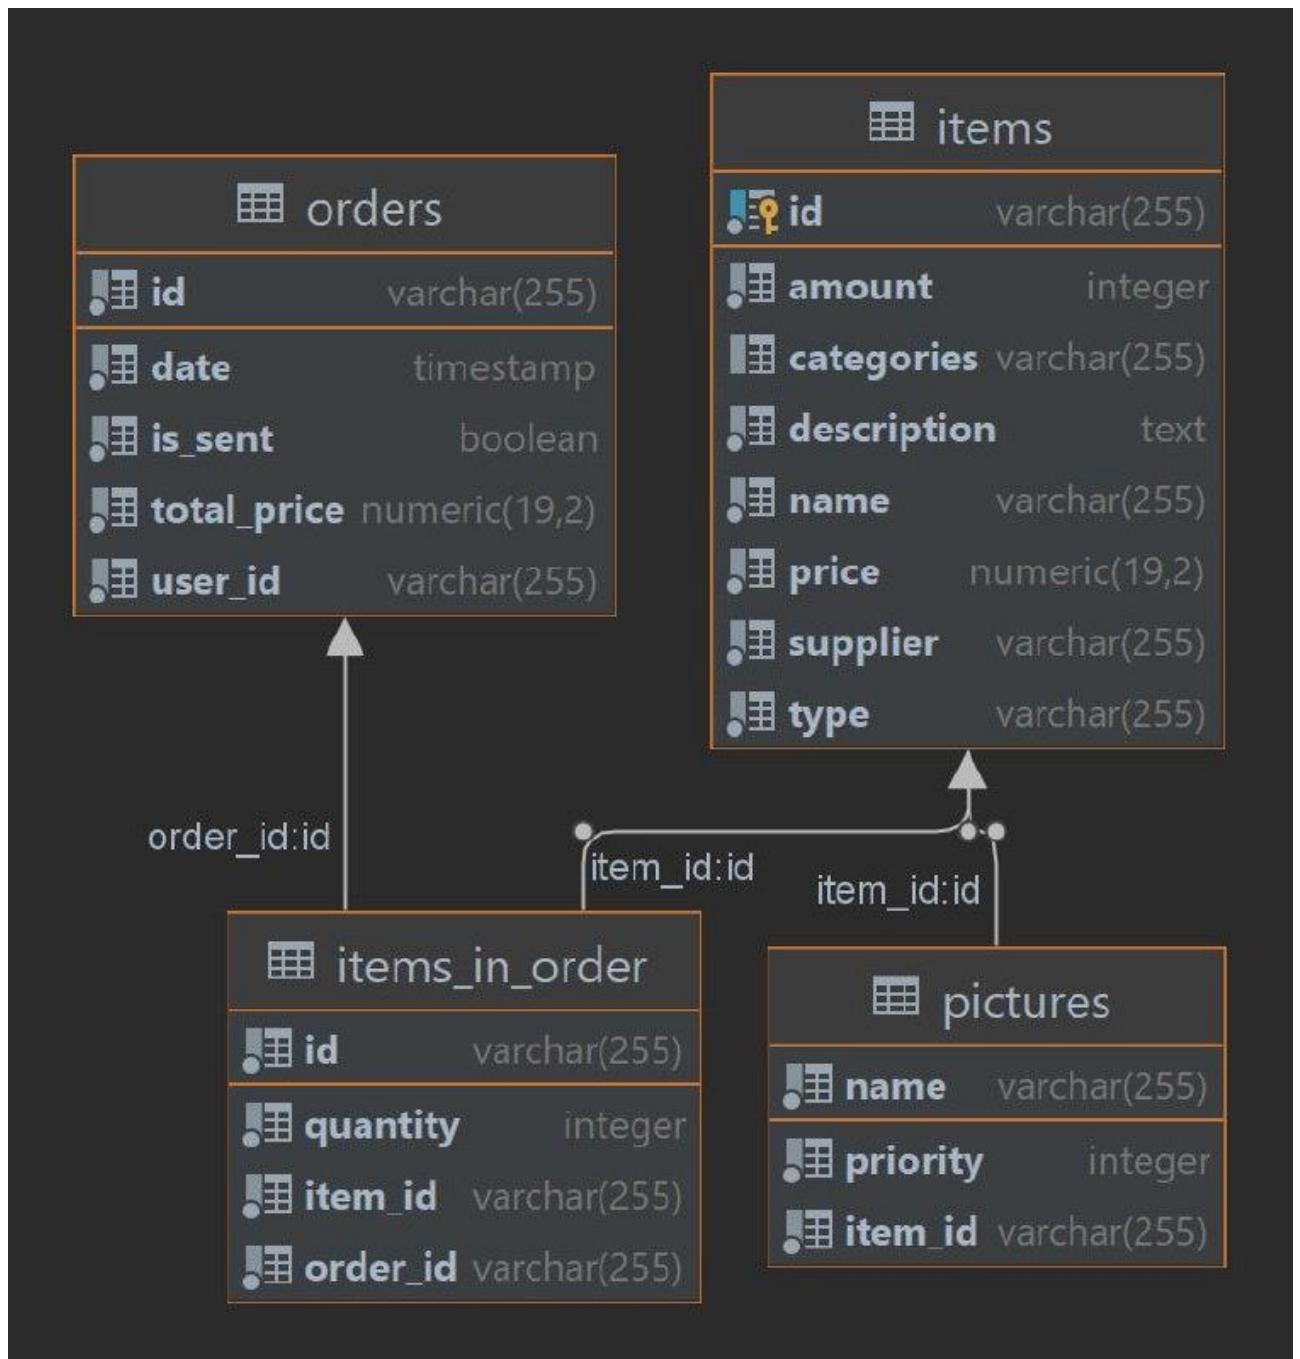 orders
id varchar(255)
date timestamp
is_sent boolean
total_price numeric(19,2)
user_id varchar(255)
items
id varchar(255)
amount integer
categories varchar(255)
description text
name varchar(255)
price numeric(19,2)
supplier varchar(255)
type varchar(255)
order_id:id
item_id:id
item_id:id
items_in_order
id varchar(255)
quantity integer
item_id varchar(255)
order_id varchar(255)
pictures
name varchar(255)
priority integer
item_id varchar(255)